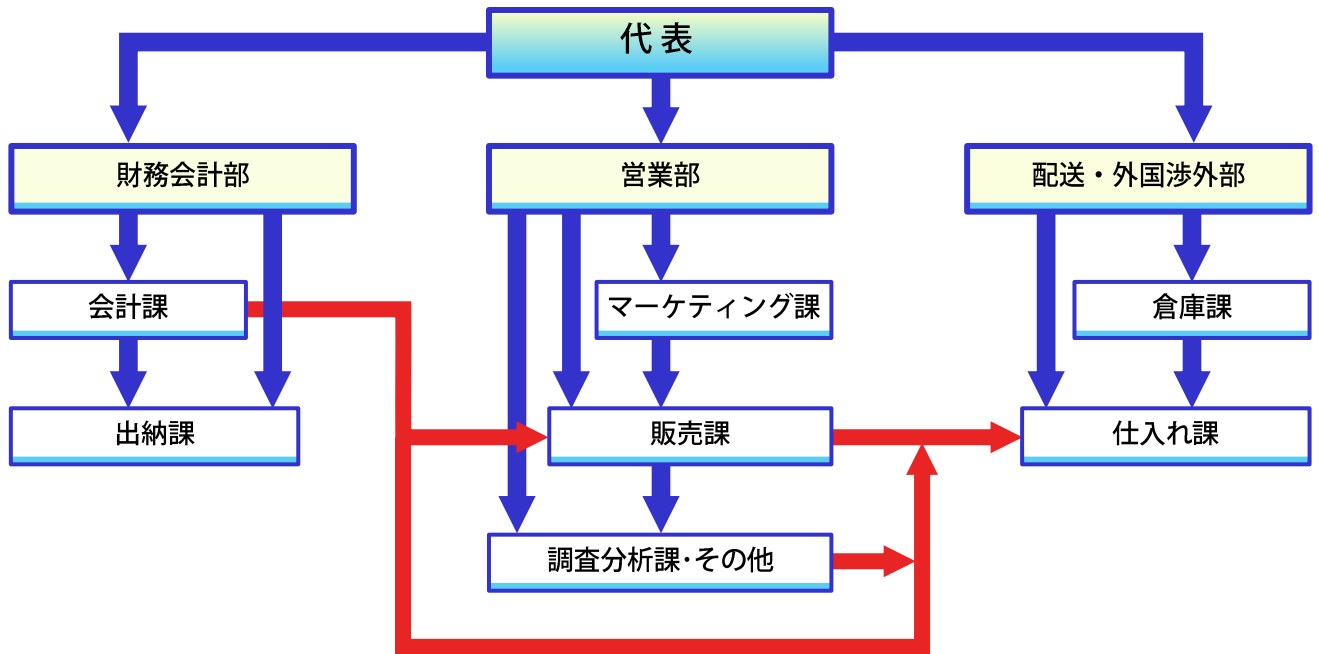 代 表
財務会計部
営業部
配送・外国渉外部
会計課
マーケティング課
倉庫課
出納課
販売課
仕入れ課
調査分析課･その他